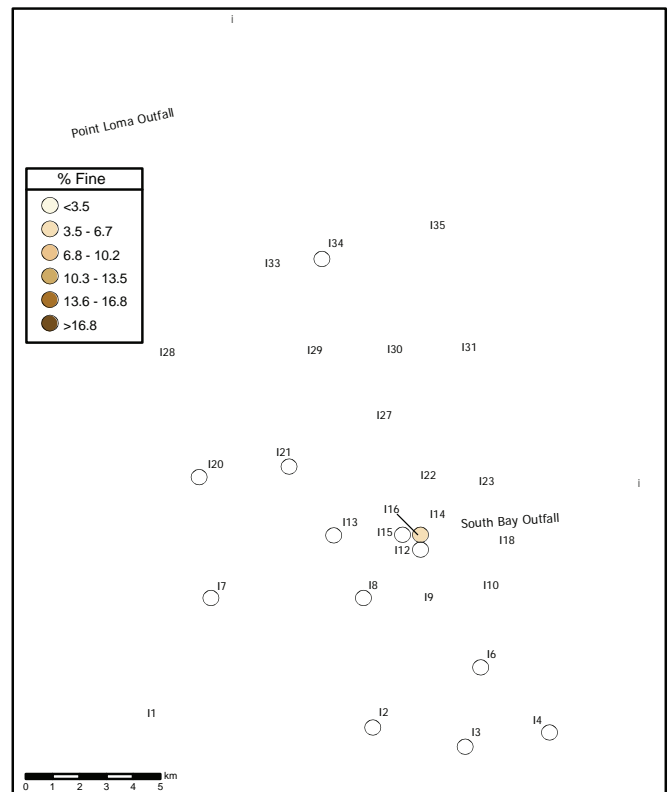 i
Point Loma Outfall
% Fine
<3.5
3.5 - 6.7
6.8 - 10.2
10.3 - 13.5
13.6 - 16.8
>16.8
I35
I34
I33
I28
I29
I30
I31
I27
I21
I20
I22
I23
i
I16
I14
I13
I15
South Bay Outfall
I18
I12
I7
I8
I9
I10
I6
I1
I2
I3
I4
km
0 1 2 3 4 5